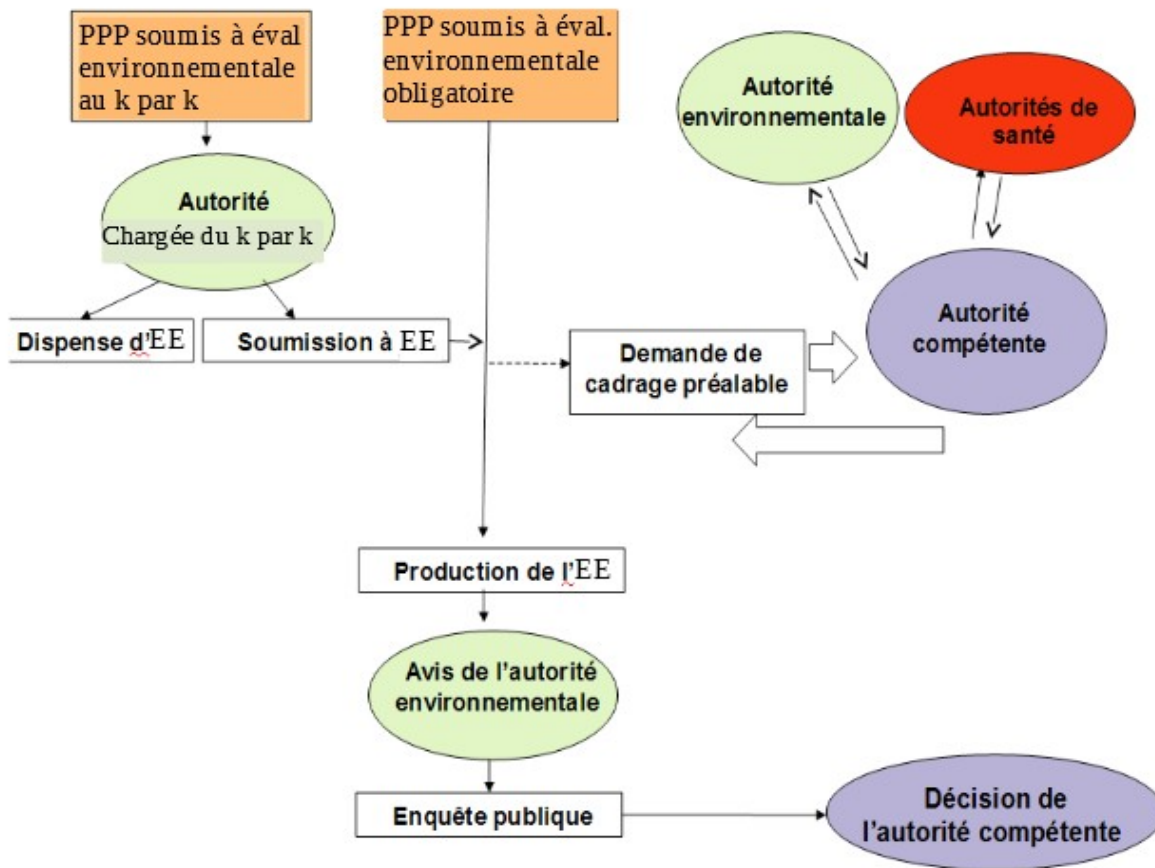 PPP soumis à éval
environnementale
au k par k
PPP soumis à éval.
environnementale
obligatoire
Autorité
environnementale
Autorités de
santé
Autorité
Chargée du k par k
Dispense d'EE
Soumission à EE
Demande de
cadrage préalable
Autorité
compétente
Production de l'EE
Avis de l'autorité
environnementale
Enquête publique
Décision de
l'autorité compétente